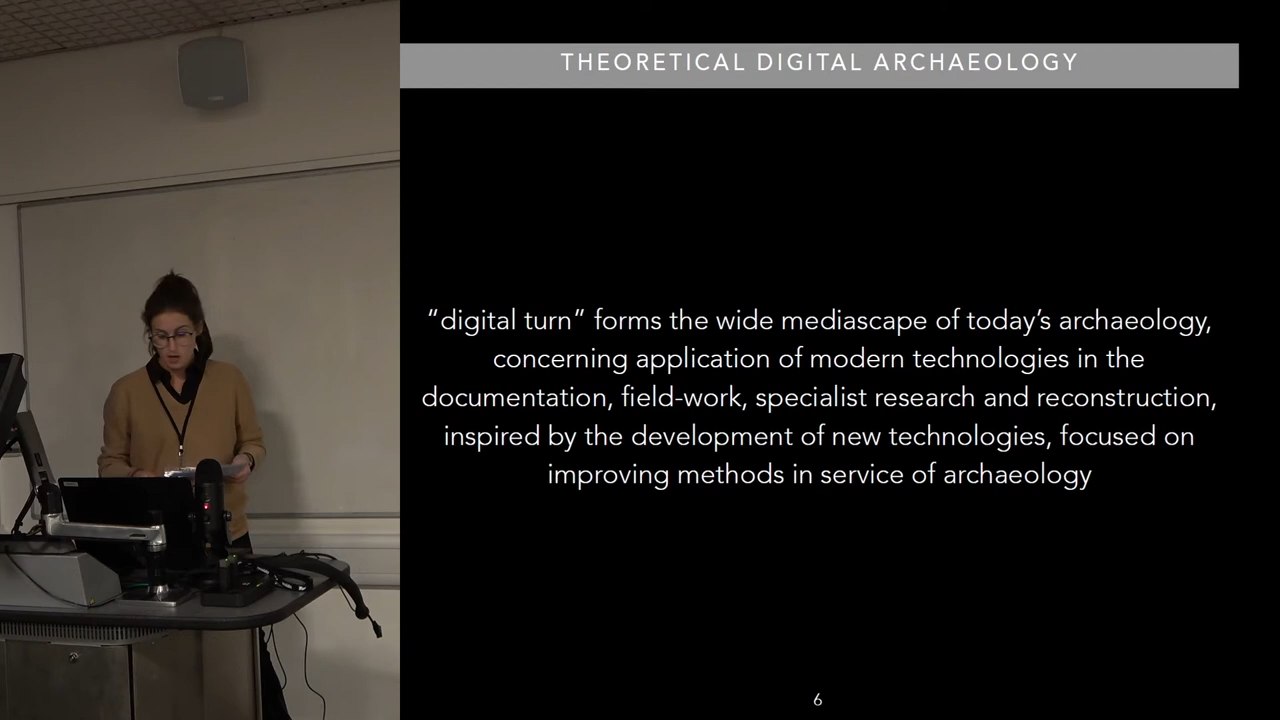 THEORETICAL DIGITAL ARCHAEOLOGY
“digital turn” forms the wide mediascape of today’s archaeology,
concerning application of modern technologies in the
documentation, field-work, specialist research and reconstruction,
inspired by the development of new technologies, focused on
improving methods in service of archaeology
6